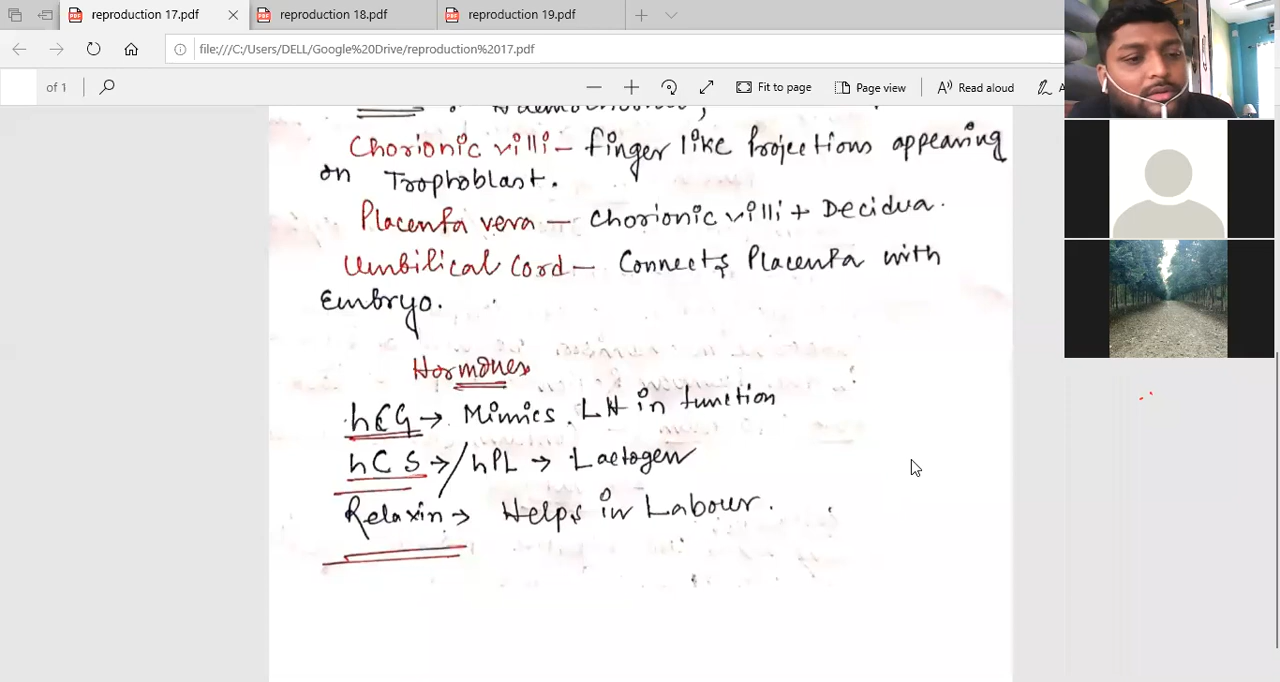 reproduction 17.pdf
reproduction 18.pdf
reproduction 19.pdf
file:///C:/Users/DELL/Google%20Drive/reproduction%2017.pdf
of 1
Fit to page
Page view
Read aloud
Chorionic villi – finger like Projections appearing
on Trophoblast.
Placenta vera – Chorionic villi + Decidua.
Umbilical Cord – Connects Placenta with
Embryo.
Hormones
hCG → Mimics LH in function
hCS → / hPL → Lactogen
Relaxin → Helps in Labour.